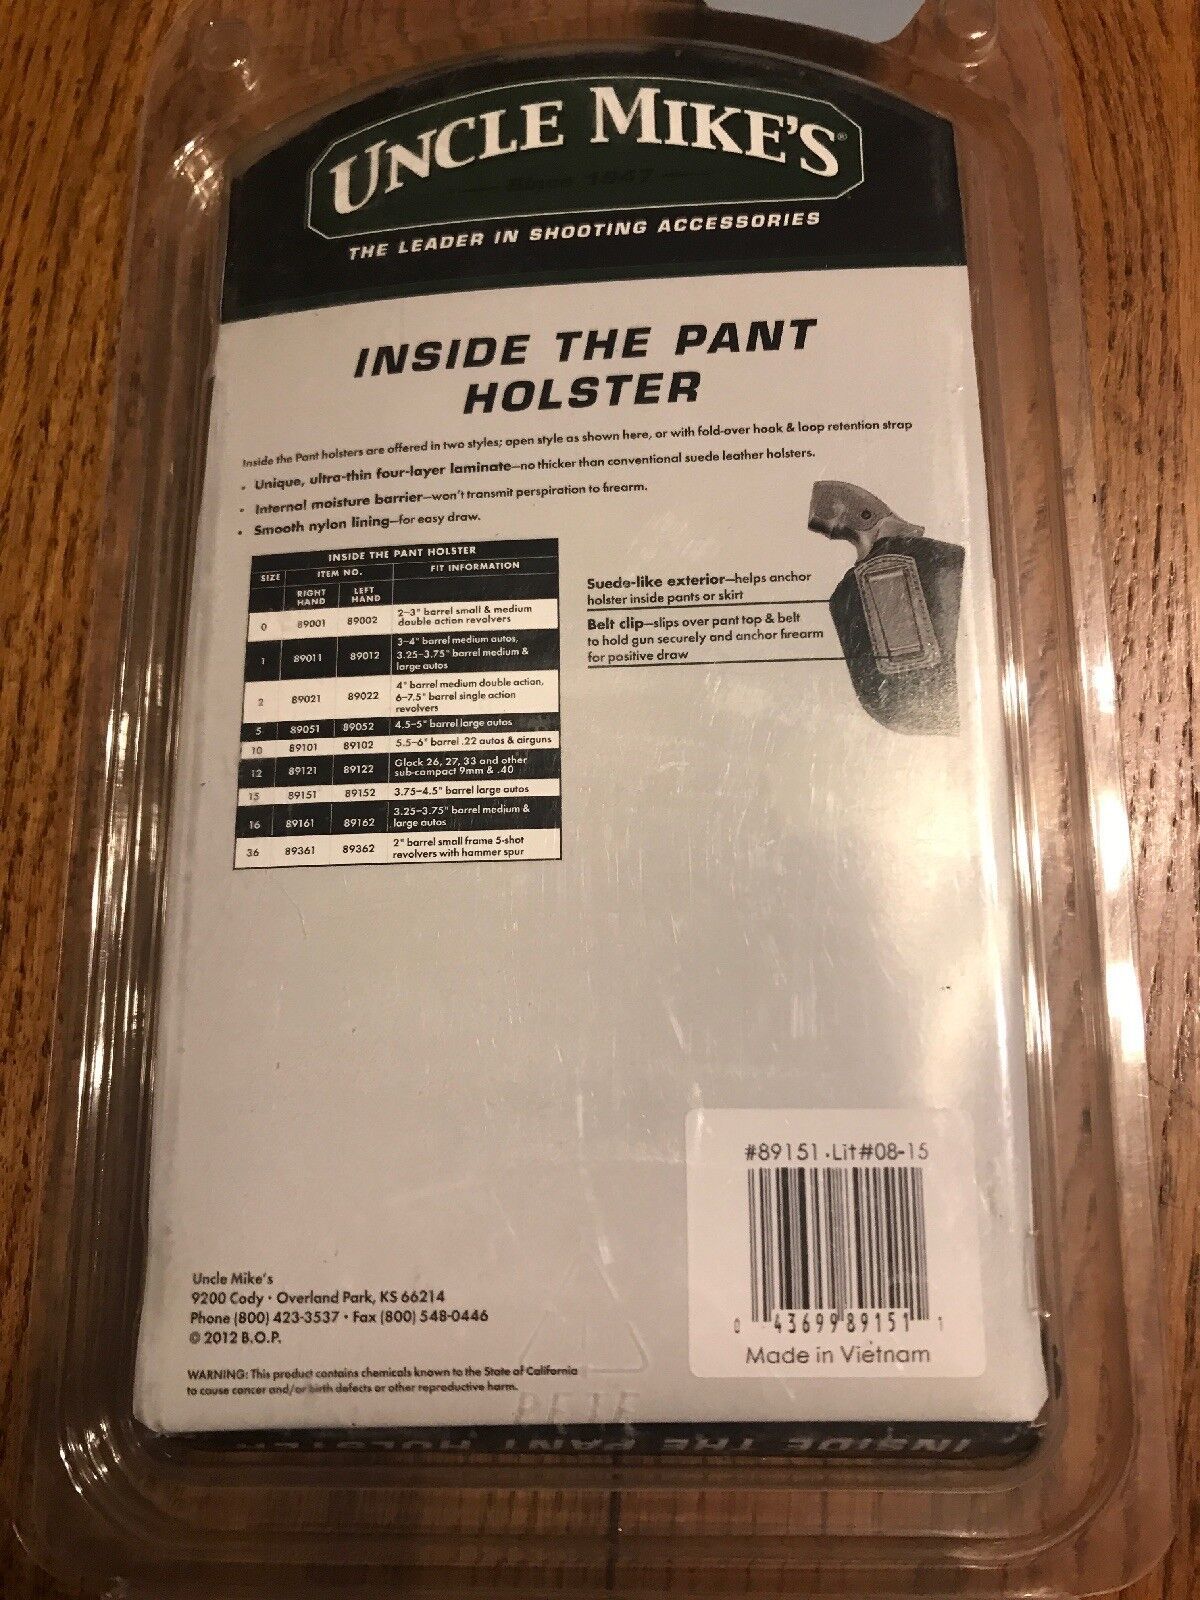 UNCLE MIKE'S®
Since 1947
THE LEADER IN SHOOTING ACCESSORIES
INSIDE THE PANT
HOLSTER
Inside the Pant holsters are offered in two styles; open style as shown here, or with fold-over hook & loop retention strap
• Unique, ultra-thin four-layer laminate—no thicker than conventional suede leather holsters.
• Internal moisture barrier—won't transmit perspiration to firearm.
• Smooth nylon lining—for easy draw.
INSIDE THE PANT HOLSTER
SIZE ITEM NO. FIT INFORMATION
RIGHT HAND LEFT HAND
0 89001 89002 2–3" barrel small & medium
double action revolvers
1 89011 89012 3–4" barrel medium autos,
3.25–3.75" barrel medium &
large autos
2 89021 89022 4" barrel medium double action,
6–7.5" barrel single action
revolvers
5 89051 89052 4.5–5" barrel large autos
10 89101 89102 5.5–6" barrel .22 autos & airguns
12 89121 89122 Glock 26, 27, 33 and other
sub-compact 9mm & .40
15 89151 89152 3.75–4.5" barrel large autos
16 89161 89162 3.25–3.75" barrel medium &
large autos
36 89361 89362 2" barrel small frame 5-shot
revolvers with hammer spur
Suede-like exterior—helps anchor
holster inside pants or skirt
Belt clip—slips over pant top & belt
to hold gun securely and anchor firearm
for positive draw
#89151 . Lit#08-15
0 43699 89151 1
Made in Vietnam
Uncle Mike's
9200 Cody • Overland Park, KS 66214
Phone (800) 423-3537 • Fax (800) 548-0446
© 2012 B.O.P.
WARNING: This product contains chemicals known to the State of California
to cause cancer and/or birth defects or other reproductive harm.
PETE
INSIDE THE PANT HOLSTER